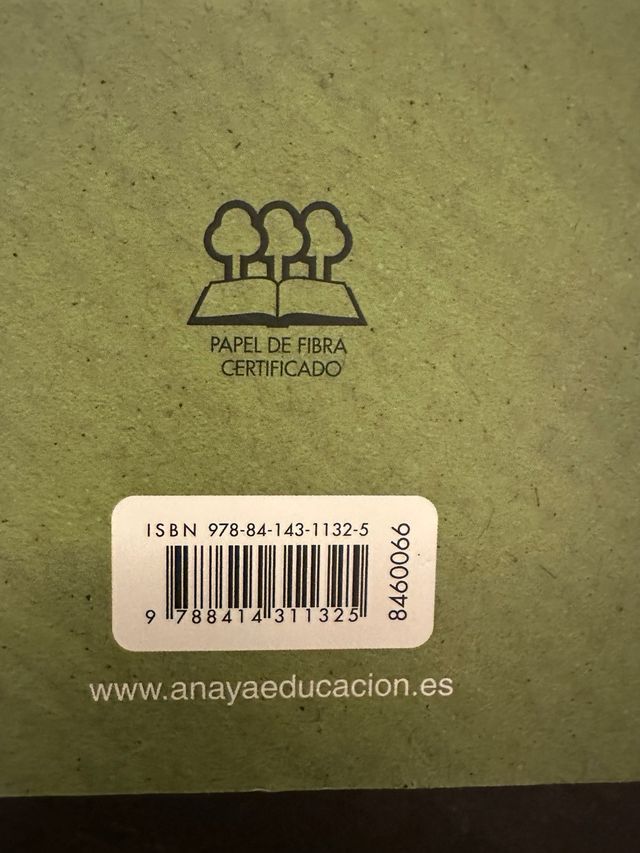 PAPEL DE FIBRA
CERTIFICADO
ISBN 978-84-143-1132-5
9 788414 311325
8460066
www.anayaeducacion.es